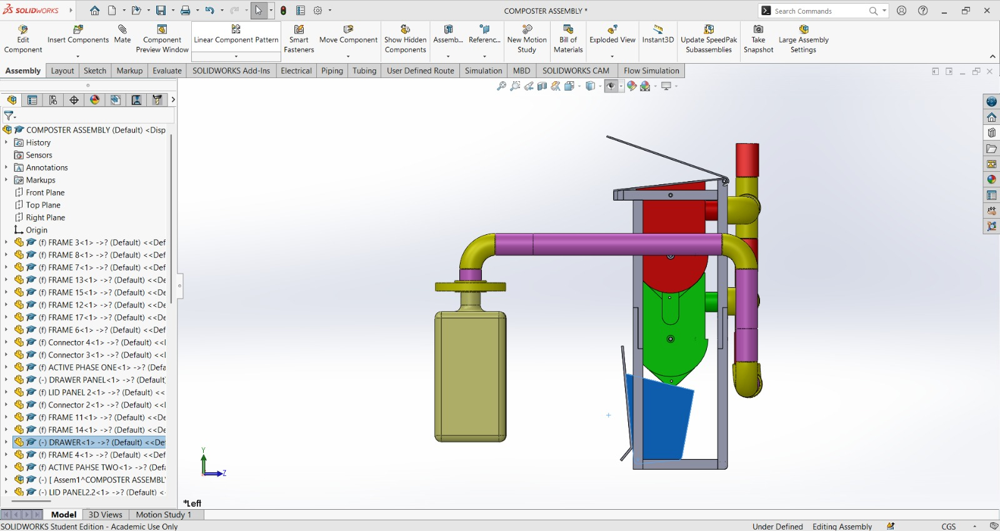 SOLIDWORKS
COMPOSTER ASSEMBLY *
Search Commands
Edit Component
Insert Components
Mate
Component Preview Window
Linear Component Pattern
Smart Fasteners
Move Component
Show Hidden Components
Assemb...
Referenc...
New Motion Study
Bill of Materials
Exploded View
Instant3D
Update SpeedPak Subassemblies
Take Snapshot
Large Assembly Settings
Assembly
Layout
Sketch
Markup
Evaluate
SOLIDWORKS Add-Ins
Electrical
Piping
Tubing
User Defined Route
Simulation
MBD
SOLIDWORKS CAM
Flow Simulation
COMPOSTER ASSEMBLY (Default) <Disp
History
Sensors
Annotations
Markups
Front Plane
Top Plane
Right Plane
Origin
(f) FRAME 3<1> ->? (Default) <<Def
(f) FRAME 8<1> ->? (Default) <<Def
(f) FRAME 7<1> ->? (Default) <<Def
(f) FRAME 13<1> ->? (Default) <<De
(f) FRAME 15<1> ->? (Default) <<De
(f) FRAME 12<1> ->? (Default) <<De
(f) FRAME 17<1> ->? (Default) <<De
(f) FRAME 6<1> ->? (Default) <<Def
(f) Connector 4<1> ->? (Default) <<
(f) Connector 3<1> ->? (Default) <<
(f) ACTIVE PHASE ONE<1> ->? (Defa
(-) DRAWER PANEL<1> ->? (Default)
(f) LID PANEL 2<1> ->? (Default) <<
(f) Connector 2<1> ->? (Default) <<
(f) FRAME 11<1> ->? (Default) <<De
(f) FRAME 14<1> ->? (Default) <<De
(-) DRAWER<1> ->? (Default) <<De
(f) FRAME 4<1> ->? (Default) <<Def
(f) ACTIVE PAHSE TWO<1> ->? (Defa
(-) [ Assem1^COMPOSTER ASSEMBL
(-) LID PANEL2.2<1> ->? (Default) <
Y
Z
*Left
Model
3D Views
Motion Study 1
SOLIDWORKS Student Edition - Academic Use Only
Under Defined
Editing Assembly
CGS